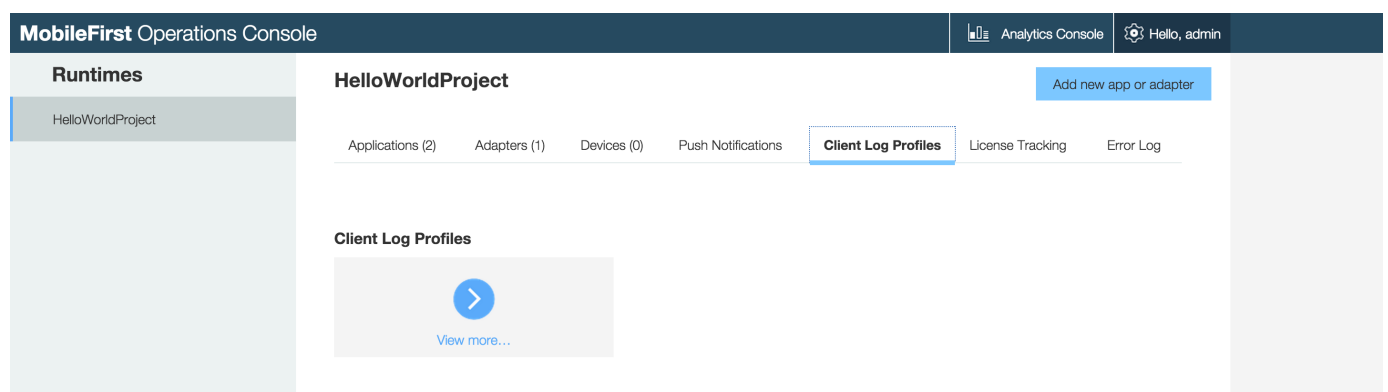 MobileFirst Operations Console
Analytics Console
Hello, admin
Runtimes
HelloWorldProject
HelloWorldProject
Add new app or adapter
Applications (2)
Adapters (1)
Devices (0)
Push Notifications
Client Log Profiles
License Tracking
Error Log
Client Log Profiles
View more...